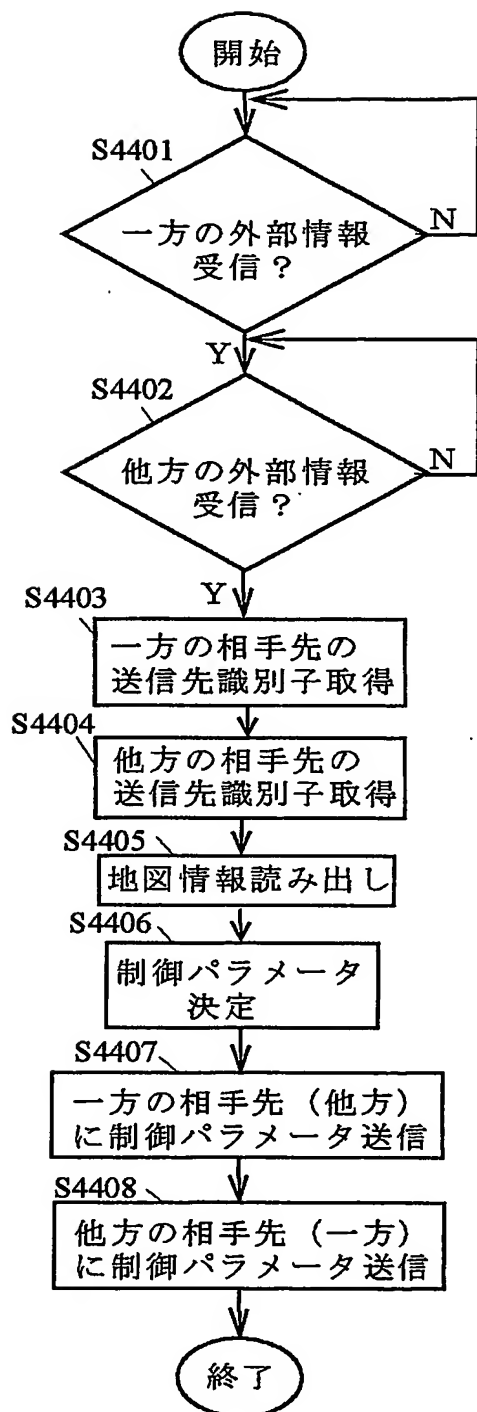 開始
S4401
一方の外部情報
受信？
N
Y
S4402
他方の外部情報
受信？
N
Y
S4403
一方の相手先の
送信先識別子取得
S4404
他方の相手先の
送信先識別子取得
S4405
地図情報読み出し
S4406
制御パラメータ
決定
S4407
一方の相手先（他方）
に制御パラメータ送信
S4408
他方の相手先（一方）
に制御パラメータ送信
終了